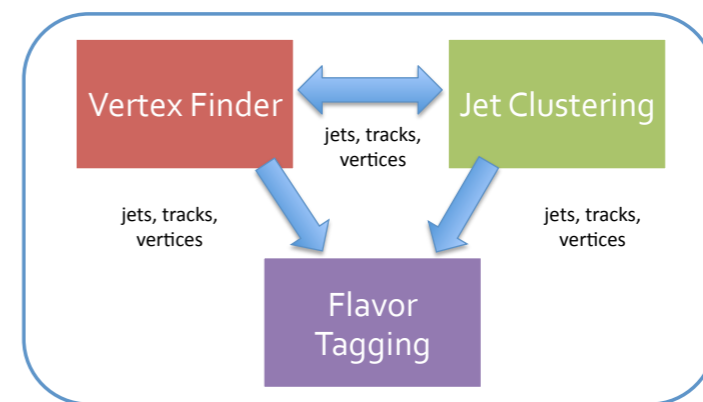 Vertex Finder
Jet Clustering
jets, tracks,
vertices
jets, tracks,
vertices
jets, tracks,
vertices
Flavor
Tagging